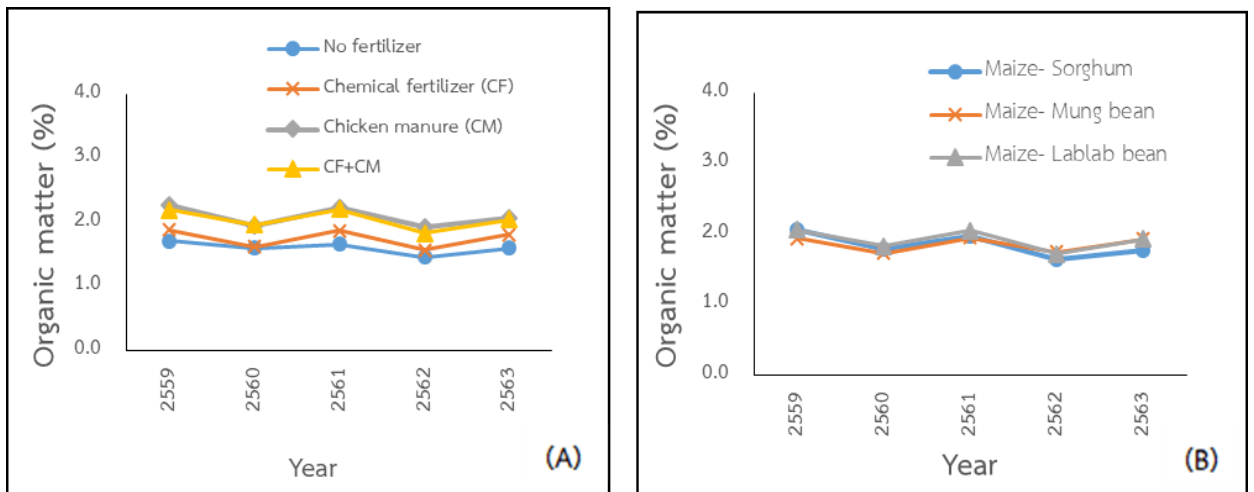 No fertilizer
Chemical fertilizer (CF)
Chicken manure (CM)
CF+CM
Organic matter (%)
4.0
3.0
2.0
1.0
0.0
2559
2560
2561
2562
2563
Year
(A)
Maize- Sorghum
Maize- Mung bean
Maize- Lablab bean
Organic matter (%)
4.0
3.0
2.0
1.0
0.0
2559
2560
2561
2562
2563
Year
(B)